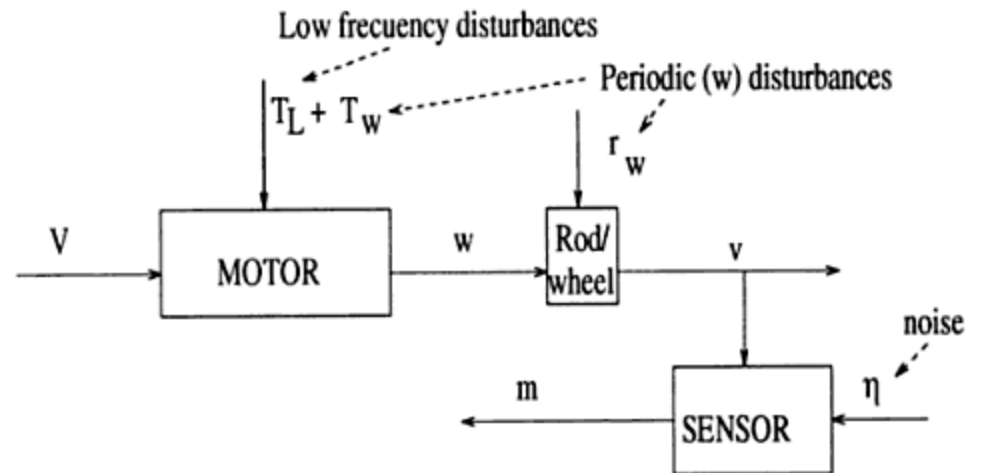 Low frecuency disturbances
Periodic (w) disturbances
T_L + T_w
r_w
V
MOTOR
w
Rod/
wheel
v
noise
m
SENSOR
η